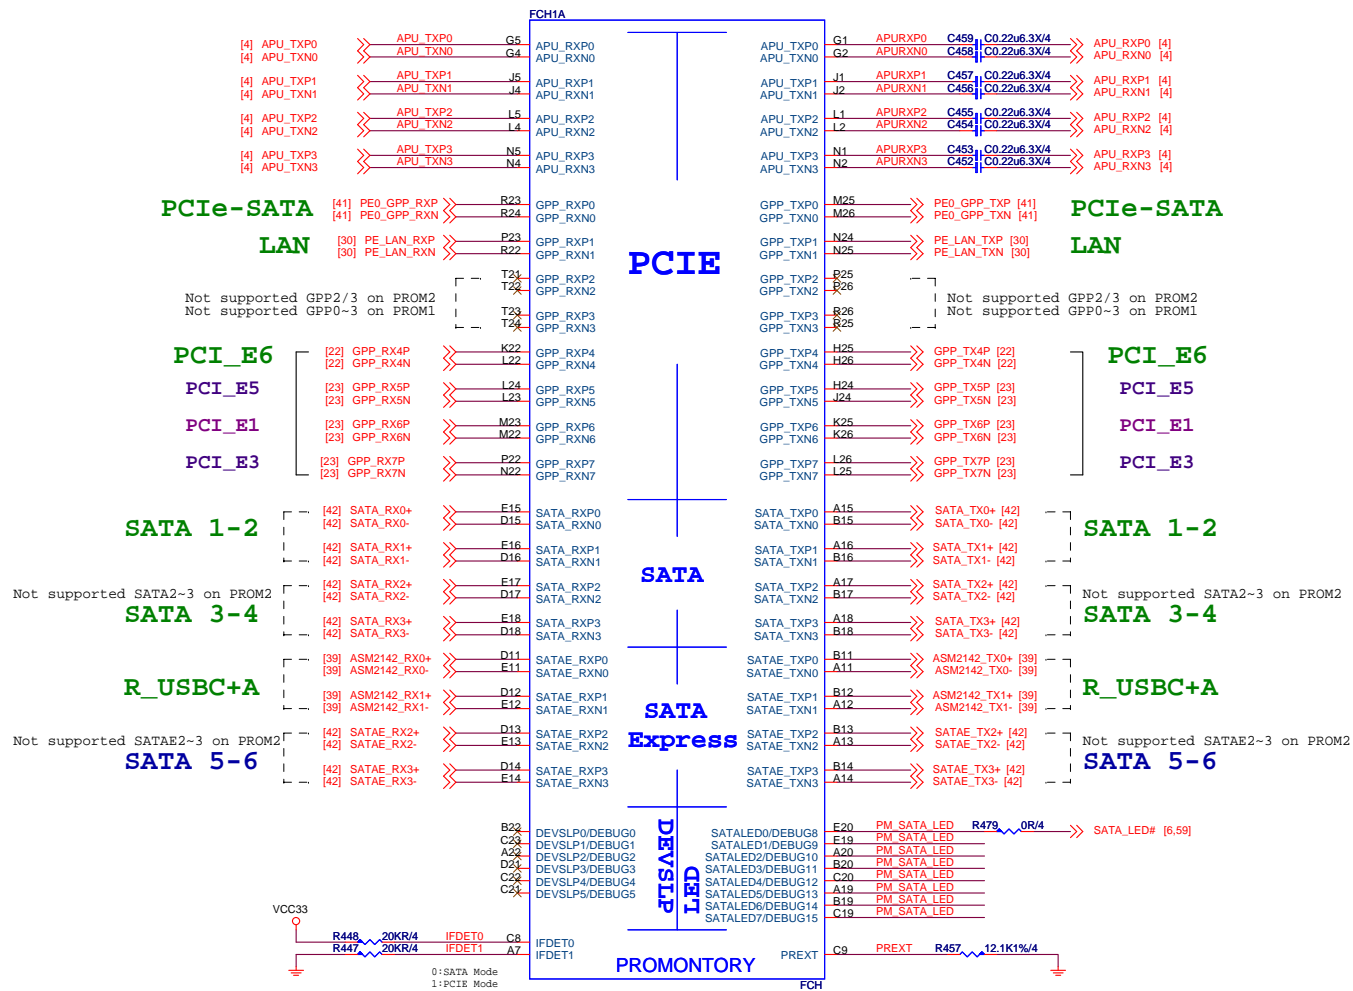 FCH1A
[4] APU_TXP0 APU_TXP0 G5 APU_RXP0 APU_TXP0 G1 APURXP0 C459 C0.22u6.3X/4 APU_RXP0 [4]
[4] APU_TXN0 APU_TXN0 G4 APU_RXN0 APU_TXN0 G2 APURXN0 C458 C0.22u6.3X/4 APU_RXN0 [4]
[4] APU_TXP1 APU_TXP1 J5 APU_RXP1 APU_TXP1 J1 APURXP1 C457 C0.22u6.3X/4 APU_RXP1 [4]
[4] APU_TXN1 APU_TXN1 J4 APU_RXN1 APU_TXN1 J2 APURXN1 C456 C0.22u6.3X/4 APU_RXN1 [4]
[4] APU_TXP2 APU_TXP2 L5 APU_RXP2 APU_TXP2 L1 APURXP2 C455 C0.22u6.3X/4 APU_RXP2 [4]
[4] APU_TXN2 APU_TXN2 L4 APU_RXN2 APU_TXN2 L2 APURXN2 C454 C0.22u6.3X/4 APU_RXN2 [4]
[4] APU_TXP3 APU_TXP3 N5 APU_RXP3 APU_TXP3 N1 APURXP3 C453 C0.22u6.3X/4 APU_RXP3 [4]
[4] APU_TXN3 APU_TXN3 N4 APU_RXN3 APU_TXN3 N2 APURXN3 C452 C0.22u6.3X/4 APU_RXN3 [4]
PCIe-SATA [41] PE0_GPP_RXP R23 GPP_RXP0 GPP_TXP0 M25 PE0_GPP_TXP [41] PCIe-SATA
[41] PE0_GPP_RXN R24 GPP_RXN0 GPP_TXN0 M26 PE0_GPP_TXN [41]
LAN [30] PE_LAN_RXP P23 GPP_RXP1 GPP_TXP1 N24 PE_LAN_TXP [30] LAN
[30] PE_LAN_RXN R22 GPP_RXN1 GPP_TXN1 N25 PE_LAN_TXN [30]
PCIE
T21 GPP_RXP2 GPP_TXP2 P25
T22 GPP_RXN2 GPP_TXN2 P26
Not supported GPP2/3 on PROM2 Not supported GPP2/3 on PROM2
Not supported GPP0~3 on PROM1 Not supported GPP0~3 on PROM1
T23 GPP_RXP3 GPP_TXP3 R26
T24 GPP_RXN3 GPP_TXN3 R25
PCI_E6 [22] GPP_RX4P K22 GPP_RXP4 GPP_TXP4 H25 GPP_TX4P [22] PCI_E6
[22] GPP_RX4N L22 GPP_RXN4 GPP_TXN4 H26 GPP_TX4N [22]
PCI_E5 [23] GPP_RX5P L24 GPP_RXP5 GPP_TXP5 H24 GPP_TX5P [23] PCI_E5
[23] GPP_RX5N L23 GPP_RXN5 GPP_TXN5 J24 GPP_TX5N [23]
PCI_E1 [23] GPP_RX6P M23 GPP_RXP6 GPP_TXP6 K25 GPP_TX6P [23] PCI_E1
[23] GPP_RX6N M22 GPP_RXN6 GPP_TXN6 K26 GPP_TX6N [23]
PCI_E3 [23] GPP_RX7P P22 GPP_RXP7 GPP_TXP7 L26 GPP_TX7P [23] PCI_E3
[23] GPP_RX7N N22 GPP_RXN7 GPP_TXN7 L25 GPP_TX7N [23]
[42] SATA_RX0+ E15 SATA_RXP0 SATA_TXP0 A15 SATA_TX0+ [42]
[42] SATA_RX0- D15 SATA_RXN0 SATA_TXN0 B15 SATA_TX0- [42]
SATA 1-2 SATA 1-2
[42] SATA_RX1+ E16 SATA_RXP1 SATA_TXP1 A16 SATA_TX1+ [42]
[42] SATA_RX1- D16 SATA_RXN1 SATA_TXN1 B16 SATA_TX1- [42]
SATA
[42] SATA_RX2+ E17 SATA_RXP2 SATA_TXP2 A17 SATA_TX2+ [42]
Not supported SATA2~3 on PROM2 [42] SATA_RX2- D17 SATA_RXN2 SATA_TXN2 B17 SATA_TX2- [42] Not supported SATA2~3 on PROM2
SATA 3-4 SATA 3-4
[42] SATA_RX3+ E18 SATA_RXP3 SATA_TXP3 A18 SATA_TX3+ [42]
[42] SATA_RX3- D18 SATA_RXN3 SATA_TXN3 B18 SATA_TX3- [42]
[39] ASM2142_RX0+ D11 SATAE_RXP0 SATAE_TXP0 B11 ASM2142_TX0+ [39]
[39] ASM2142_RX0- E11 SATAE_RXN0 SATAE_TXN0 A11 ASM2142_TX0- [39]
R_USBC+A R_USBC+A
[39] ASM2142_RX1+ D12 SATAE_RXP1 SATAE_TXP1 B12 ASM2142_TX1+ [39]
[39] ASM2142_RX1- E12 SATAE_RXN1 SATAE_TXN1 A12 ASM2142_TX1- [39]
SATA
Express
[42] SATAE_RX2+ D13 SATAE_RXP2 SATAE_TXP2 B13 SATAE_TX2+ [42]
Not supported SATAE2~3 on PROM2 [42] SATAE_RX2- E13 SATAE_RXN2 SATAE_TXN2 A13 SATAE_TX2- [42] Not supported SATAE2~3 on PROM2
SATA 5-6 SATA 5-6
[42] SATAE_RX3+ D14 SATAE_RXP3 SATAE_TXP3 B14 SATAE_TX3+ [42]
[42] SATAE_RX3- E14 SATAE_RXN3 SATAE_TXN3 A14 SATAE_TX3- [42]
DEVSLP
LED
B22 DEVSLP0/DEBUG0 SATALED0/DEBUG8 E20 PM_SATA_LED R479 0R/4 SATA_LED# [6,59]
C23 DEVSLP1/DEBUG1 SATALED1/DEBUG9 E19 PM_SATA_LED
A22 DEVSLP2/DEBUG2 SATALED2/DEBUG10 A20 PM_SATA_LED
D21 DEVSLP3/DEBUG3 SATALED3/DEBUG11 B20 PM_SATA_LED
C22 DEVSLP4/DEBUG4 SATALED4/DEBUG12 C20 PM_SATA_LED
C21 DEVSLP5/DEBUG5 SATALED5/DEBUG13 A19 PM_SATA_LED
SATALED6/DEBUG14 B19 PM_SATA_LED
SATALED7/DEBUG15 C19 PM_SATA_LED
VCC33
R448 20KR/4 IFDET0 C8 IFDET0
R447 20KR/4 IFDET1 A7 IFDET1 PREXT C9 PREXT R457 12.1K1%/4
0:SATA Mode
1:PCIE Mode
PROMONTORY
FCH